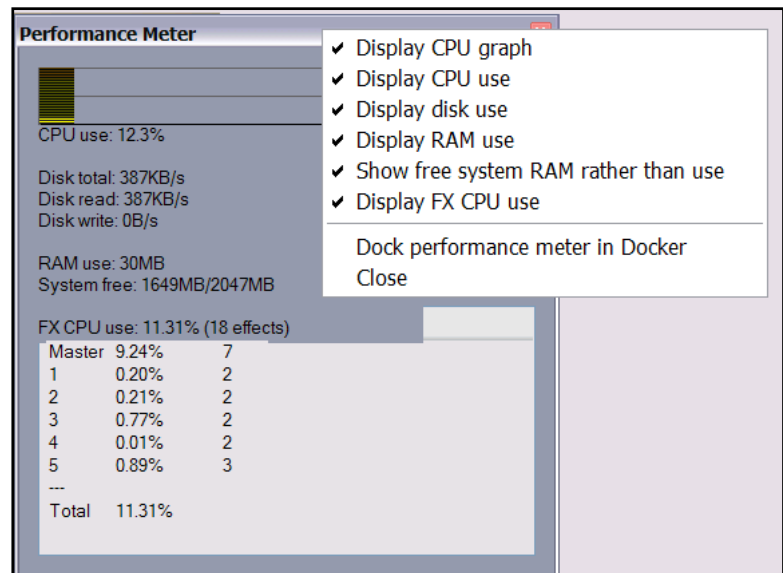 Performance Meter
CPU use: 12.3%
Disk total: 387KB/s
Disk read: 387KB/s
Disk write: 0B/s
RAM use: 30MB
System free: 1649MB/2047MB
FX CPU use: 11.31% (18 effects)
Master 9.24% 7
1 0.20% 2
2 0.21% 2
3 0.77% 2
4 0.01% 2
5 0.89% 3
---
Total 11.31%
✔ Display CPU graph
✔ Display CPU use
✔ Display disk use
✔ Display RAM use
✔ Show free system RAM rather than use
✔ Display FX CPU use
Dock performance meter in Docker
Close